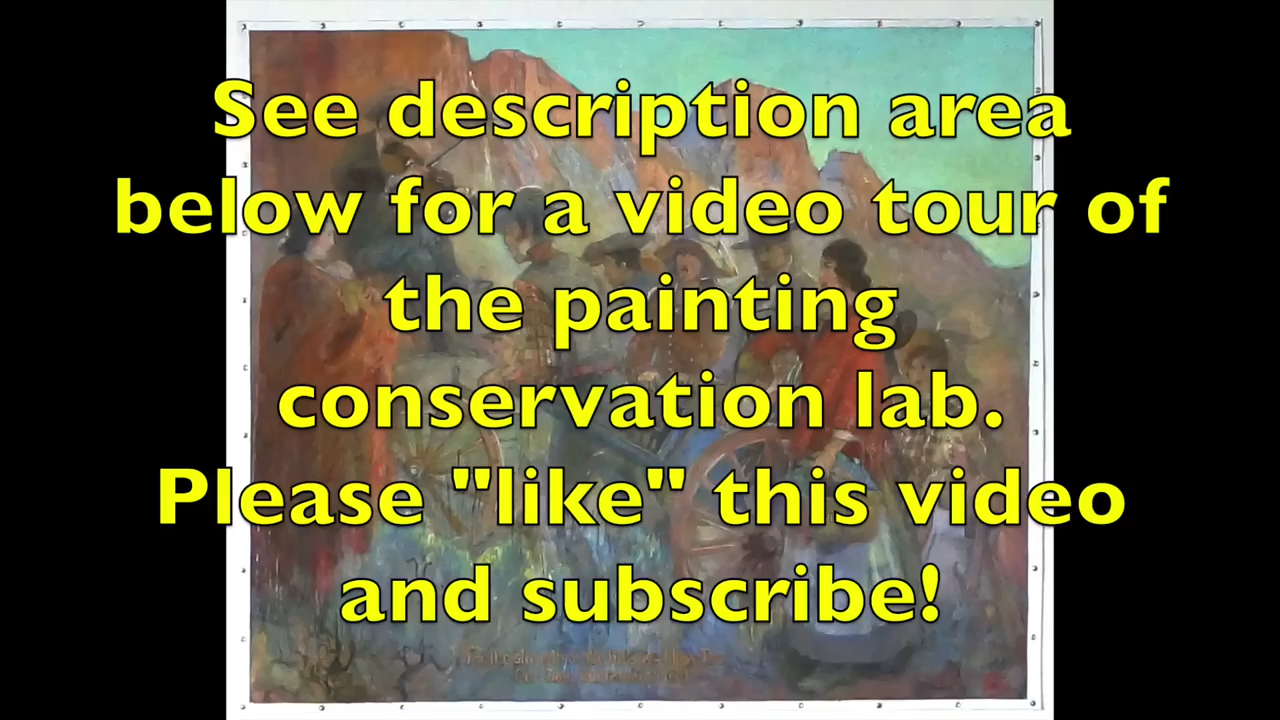 See description area
below for a video tour of
the painting
conservation lab.
Please "like" this video
and subscribe!